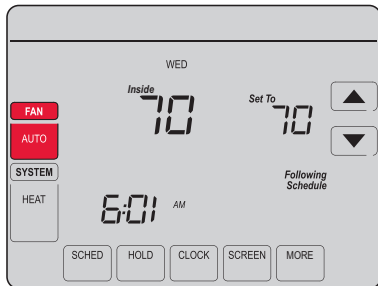 WED
Inside
70
Set To
70
FAN
AUTO
SYSTEM
HEAT
Following
Schedule
6:01 AM
SCHED HOLD CLOCK SCREEN MORE